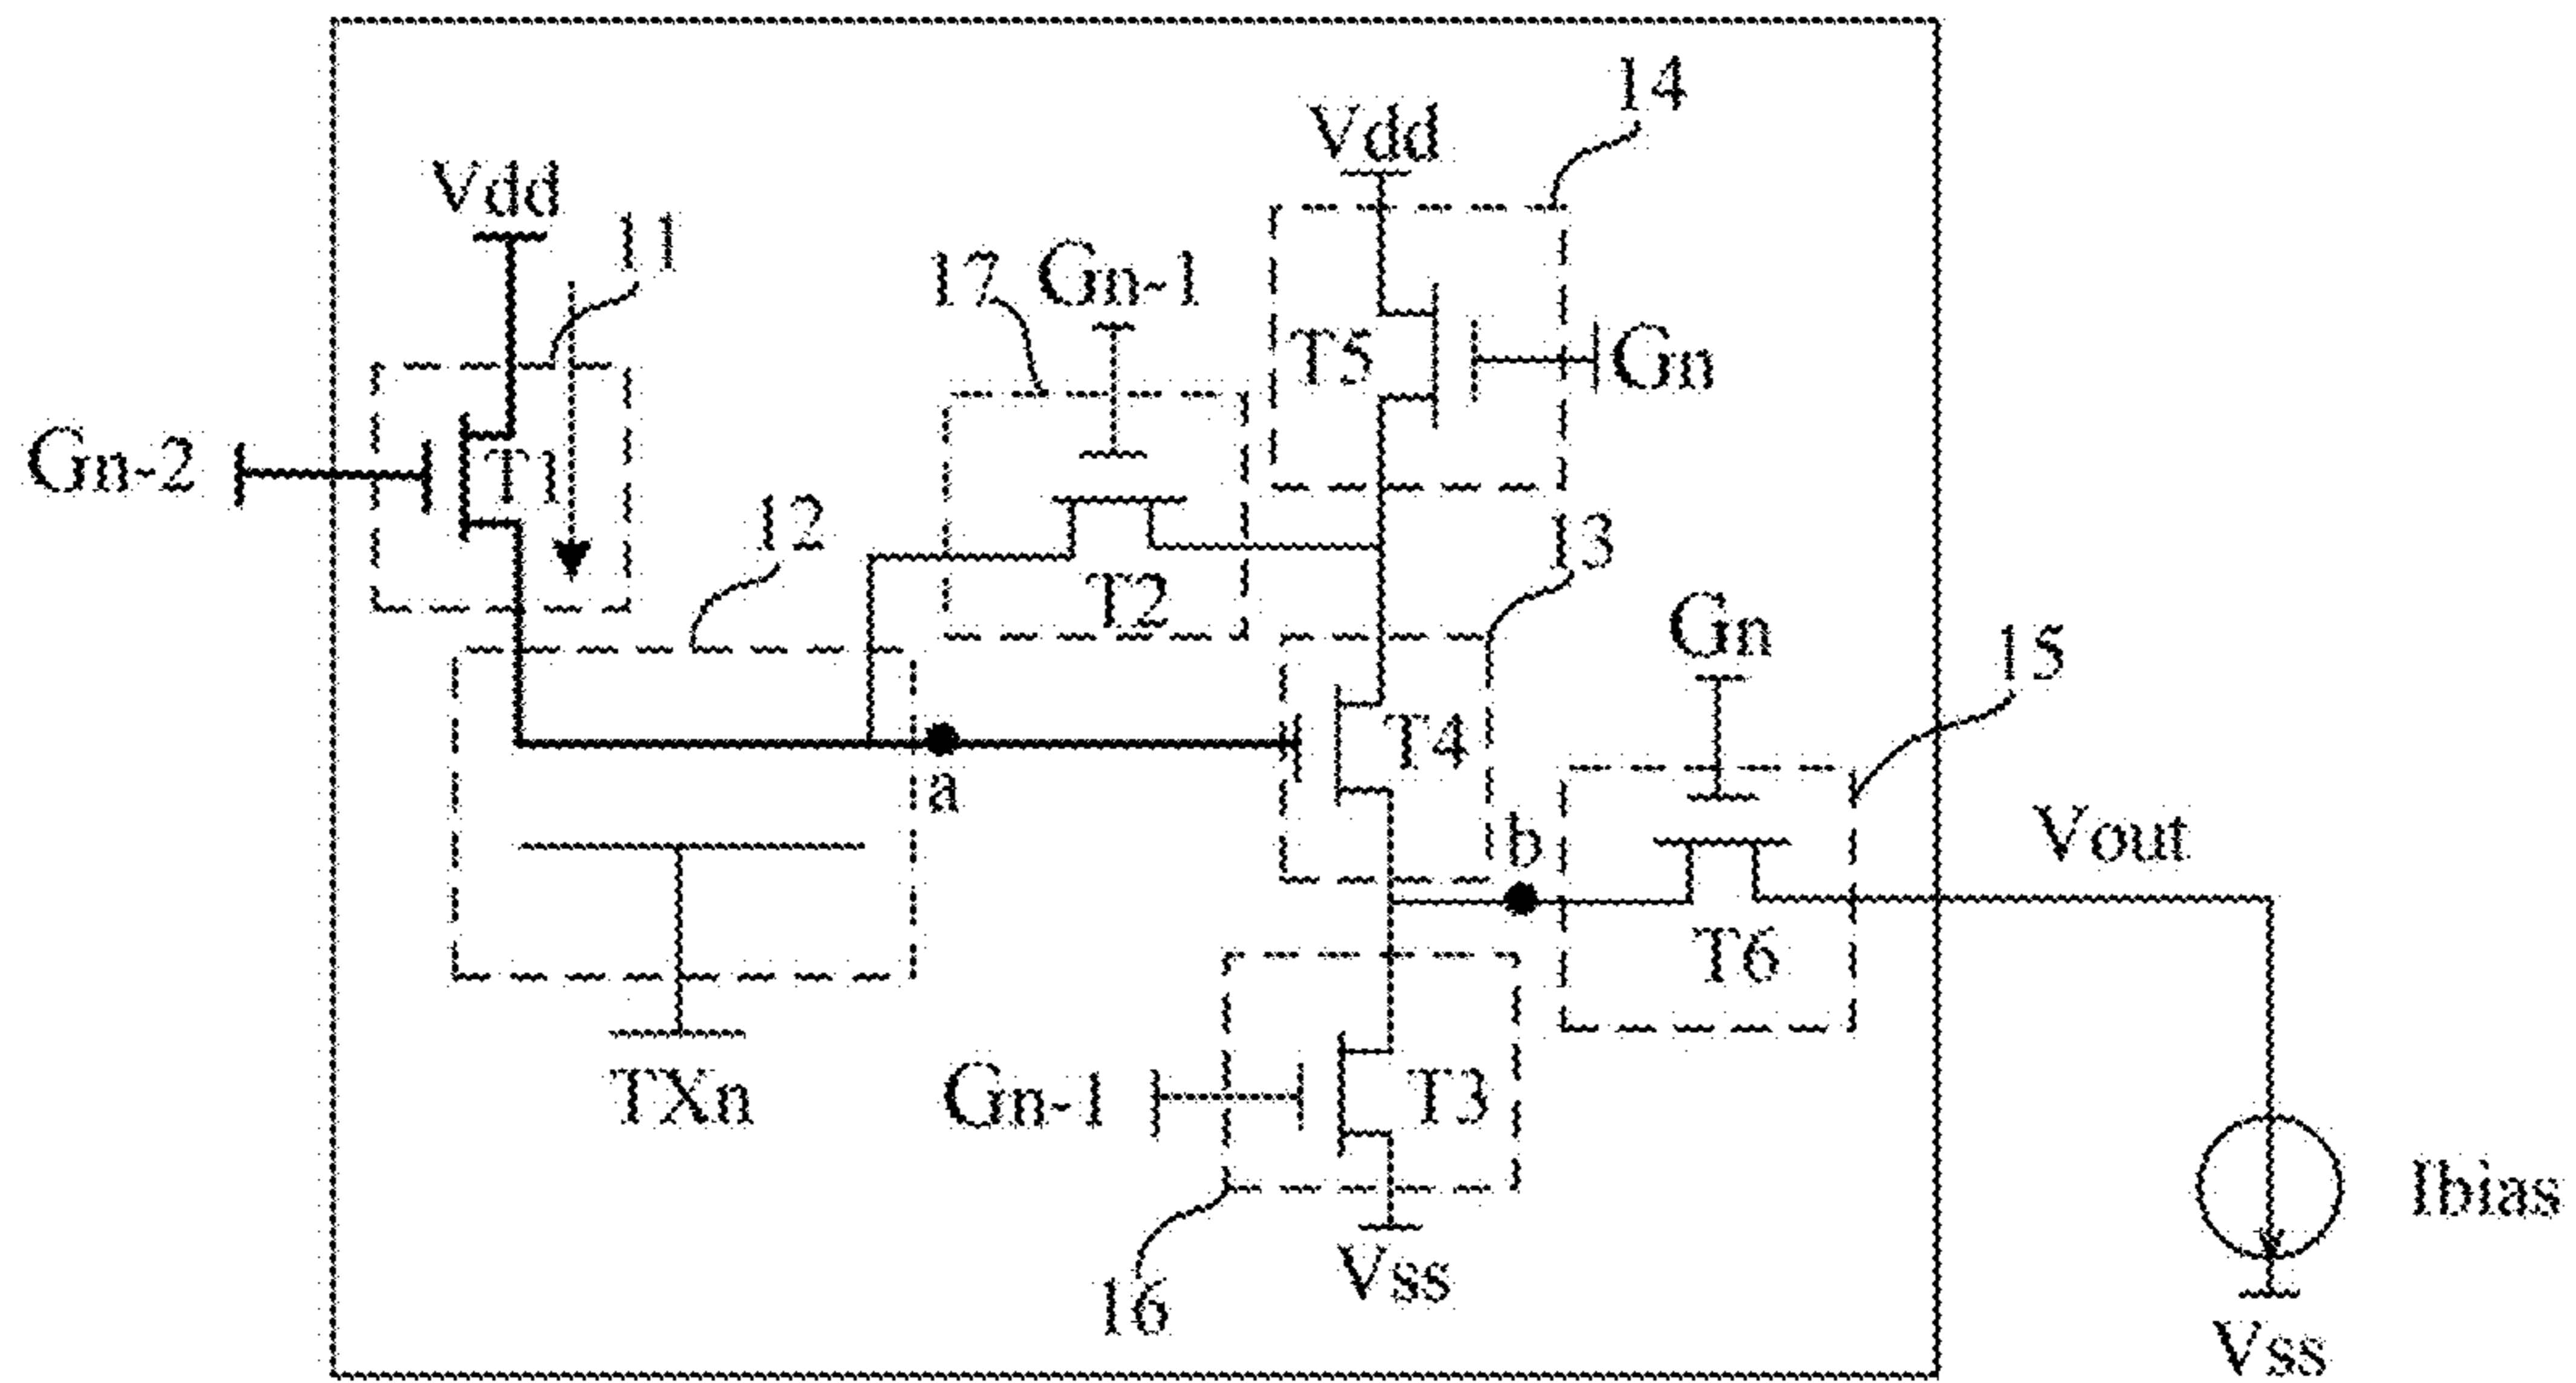 14
Vdd
Vdd
11
17
Gn-1
T5
Gn
Gn-2
T1
12
13
T2
Gn
15
T4
a
b
Vout
T6
TXn
Gn-1
T3
Ibias
16
Vss
Vss